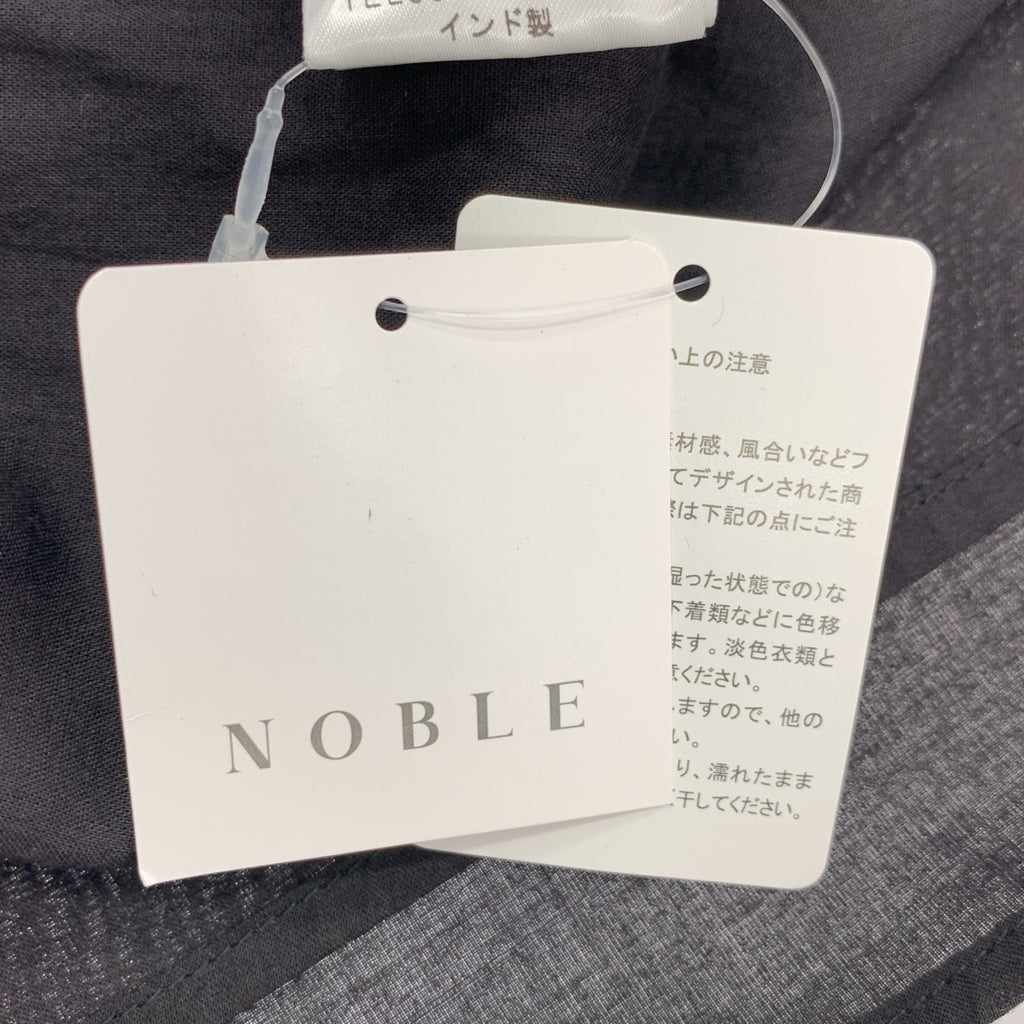 インド製
NOBLE
い上の注意
素材感、風合いなどフ
てデザインされた商
際は下記の点にご注
湿った状態での)な
下着類などに色移
ます。淡色衣類と
意ください。
しますので、他の
い。
り、濡れたまま
干してください。